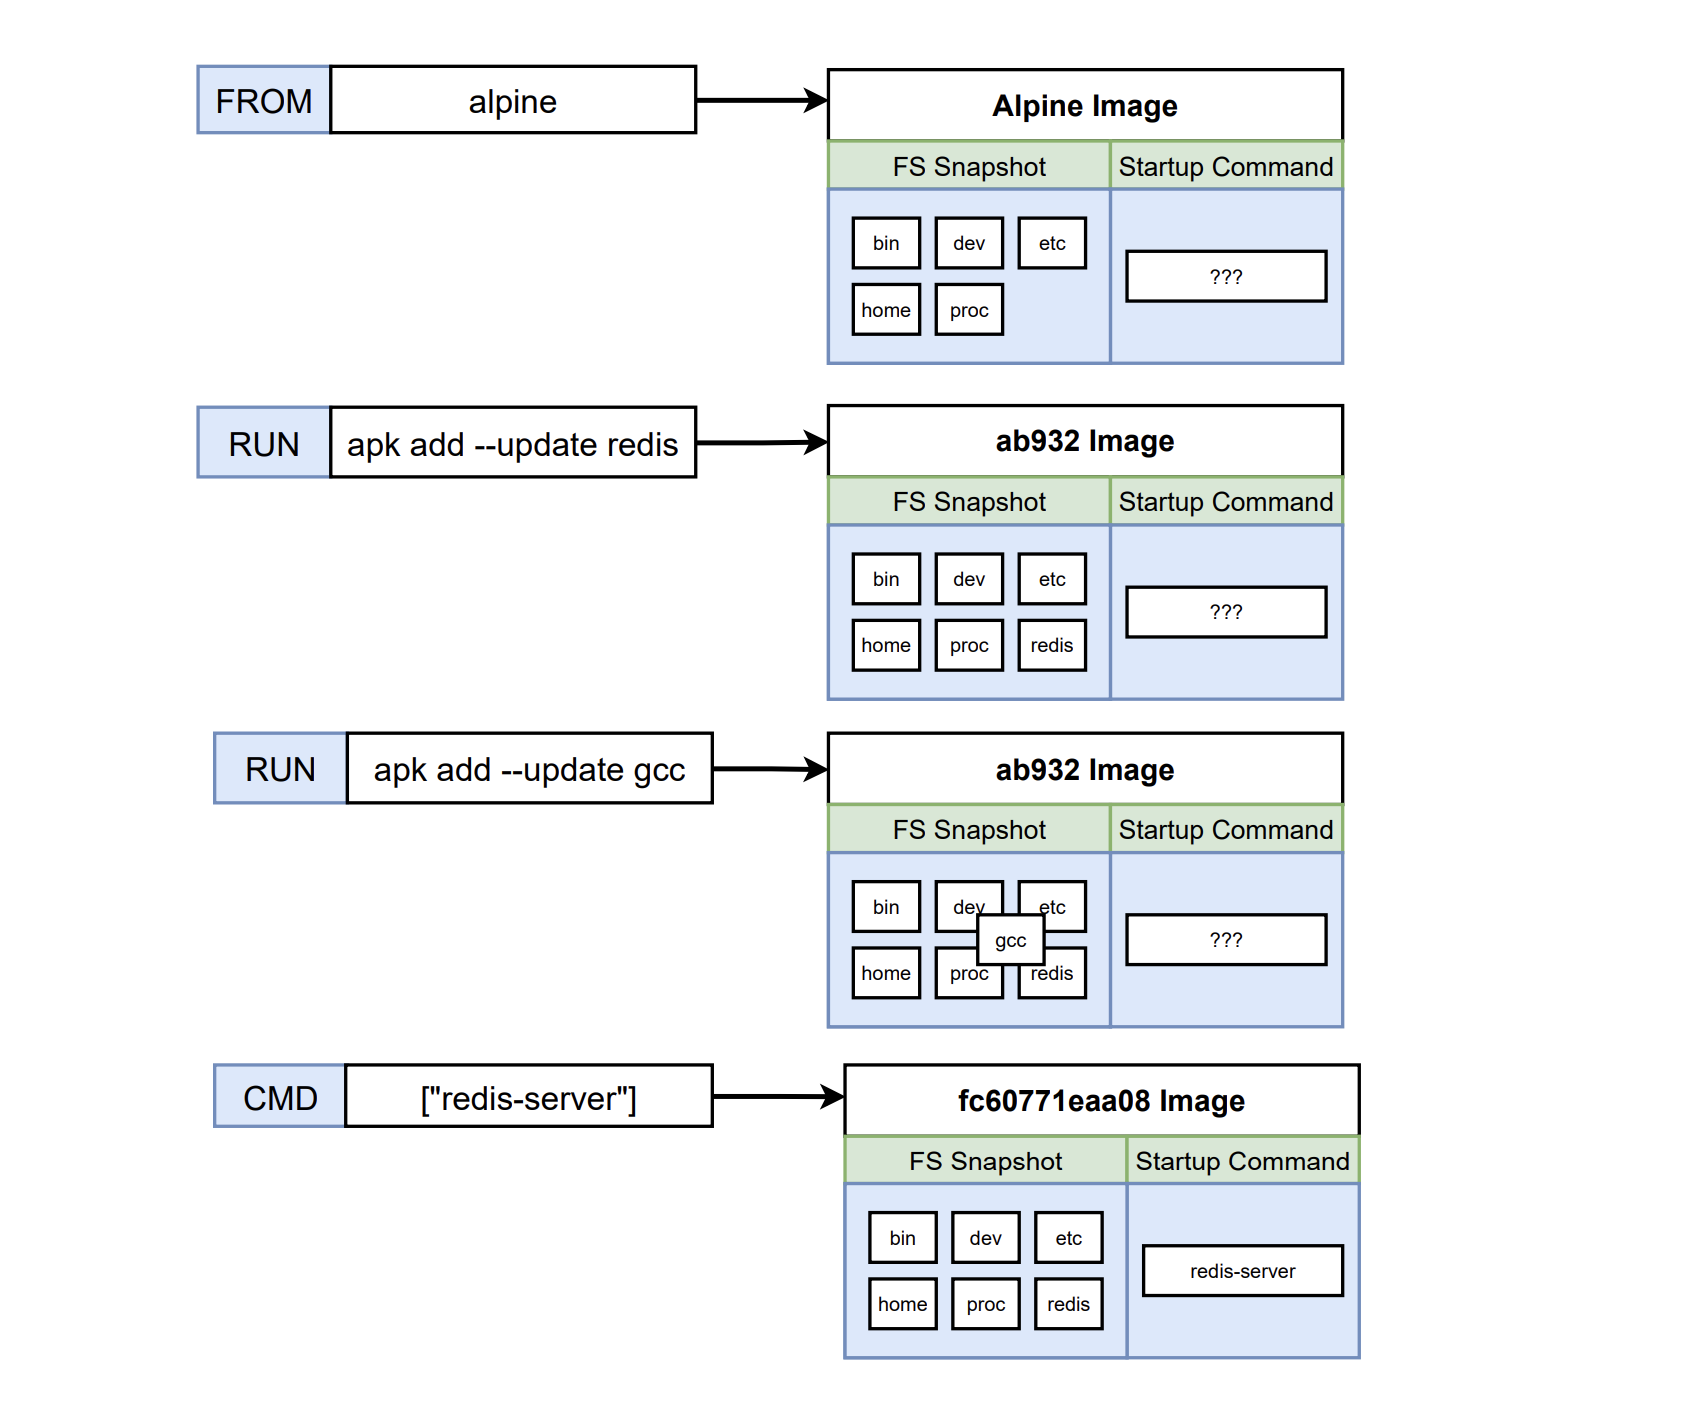 FROM alpine
Alpine Image
FS Snapshot Startup Command
bin dev etc
???
home proc
RUN apk add --update redis
ab932 Image
FS Snapshot Startup Command
bin dev etc
???
home proc redis
RUN apk add --update gcc
ab932 Image
FS Snapshot Startup Command
bin dev etc
gcc
???
home proc redis
CMD ["redis-server"]
fc60771eaa08 Image
FS Snapshot Startup Command
bin dev etc
redis-server
home proc redis